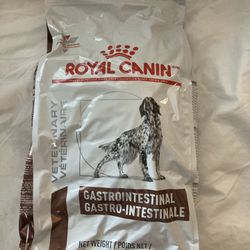 ROYAL CANIN
VETERINARY
VÉTÉRINAIRE
GASTROINTESTINAL
GASTRO-INTESTINALE
NET WEIGHT / POIDS NET /